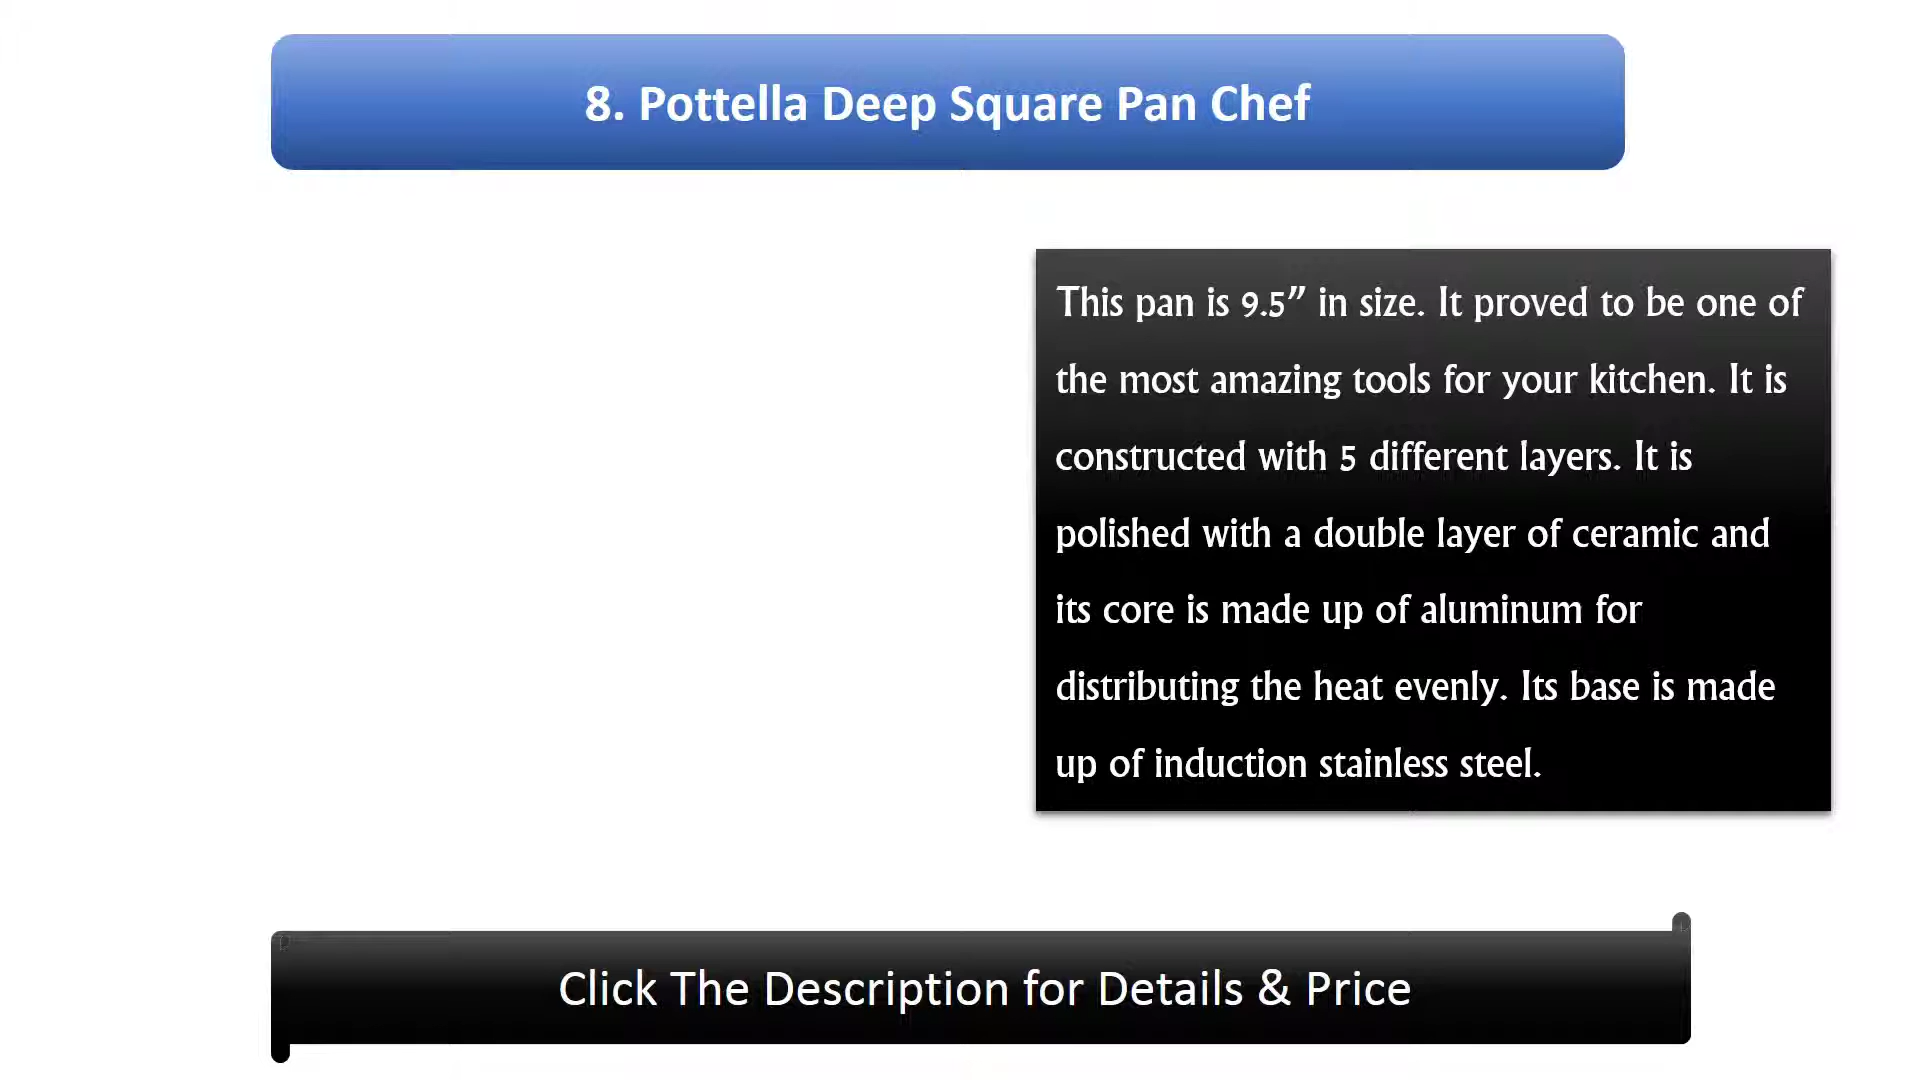 8. Pottella Deep Square Pan Chef
This pan is 9.5" in size. It proved to be one of
the most amazing tools for your kitchen. It is
constructed with 5 different layers. It is
polished with a double layer of ceramic and
its core is made up of aluminum for
distributing the heat evenly. Its base is made
up of induction stainless steel.
Click The Description for Details & Price